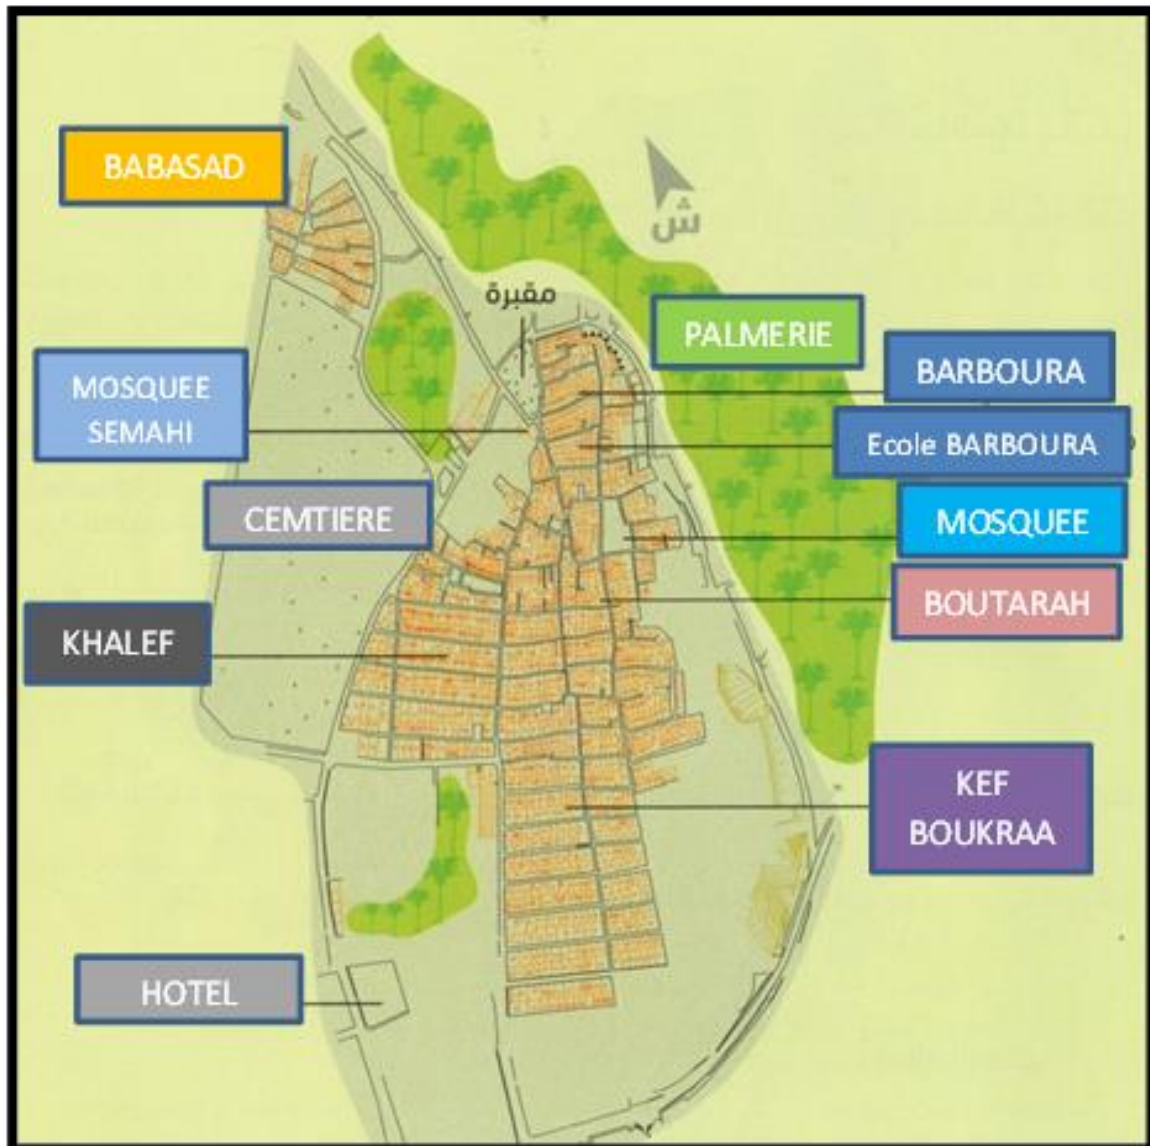 BABASAD
ش
مقبرة
PALMERIE
BARBOURA
MOSQUEE
SEMAHI
Ecole BARBOURA
CEMTIERE
MOSQUEE
BOUTARAH
KHALEF
KEF
BOUKRAA
HOTEL